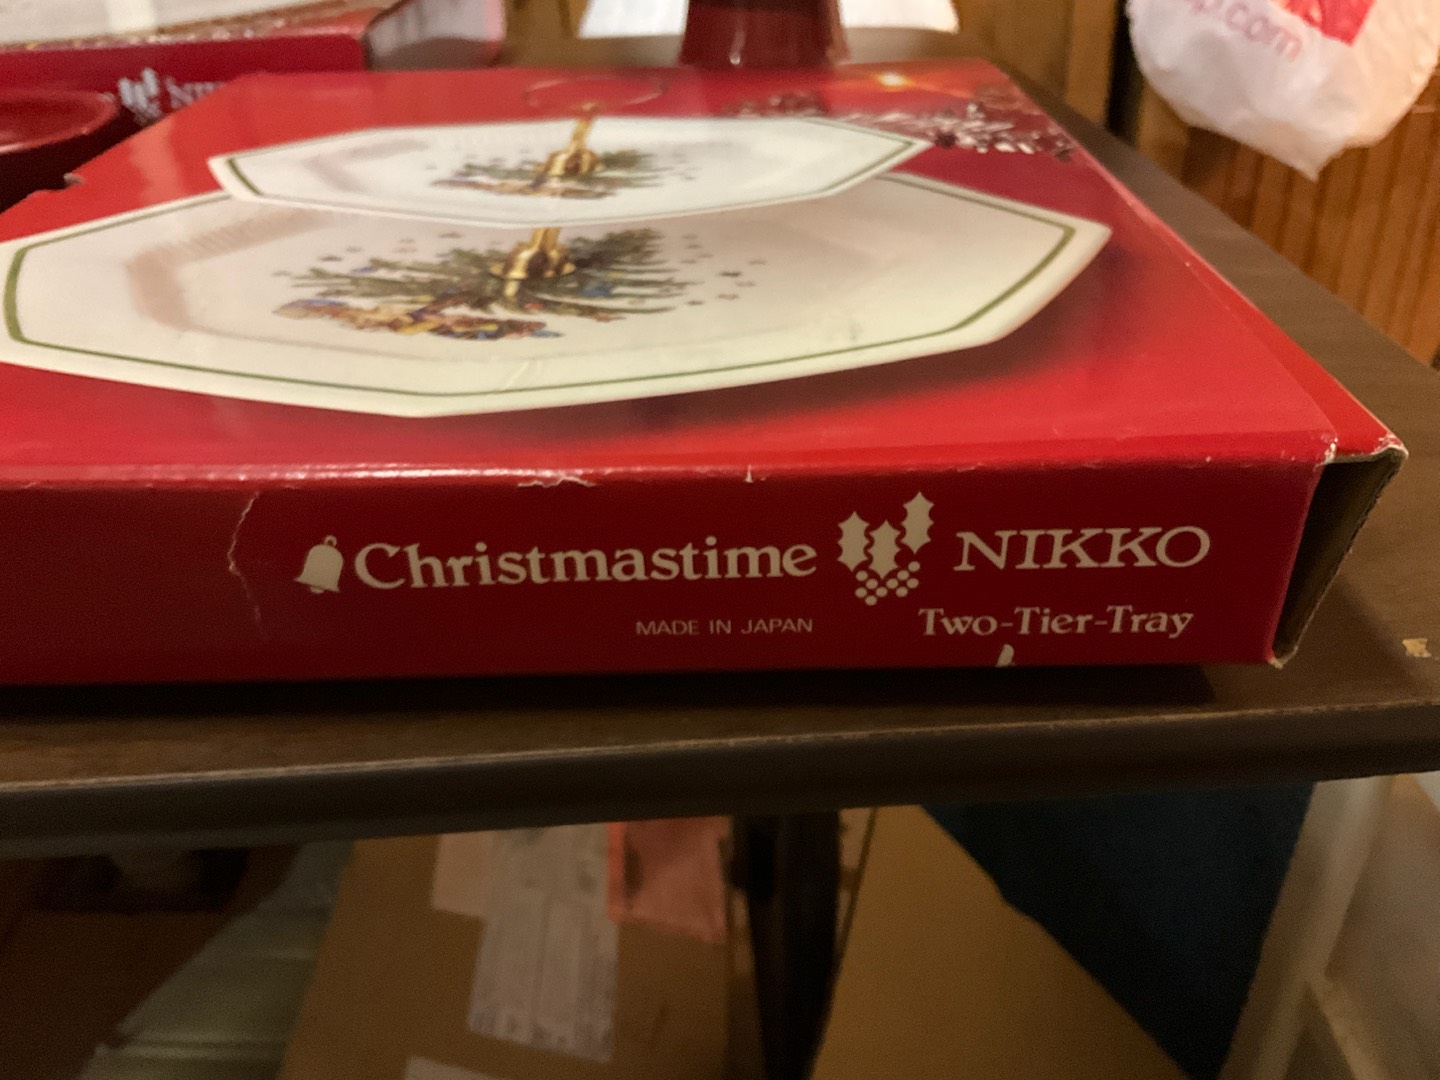 Christmastime NIKKO
MADE IN JAPAN
Two-Tier-Tray